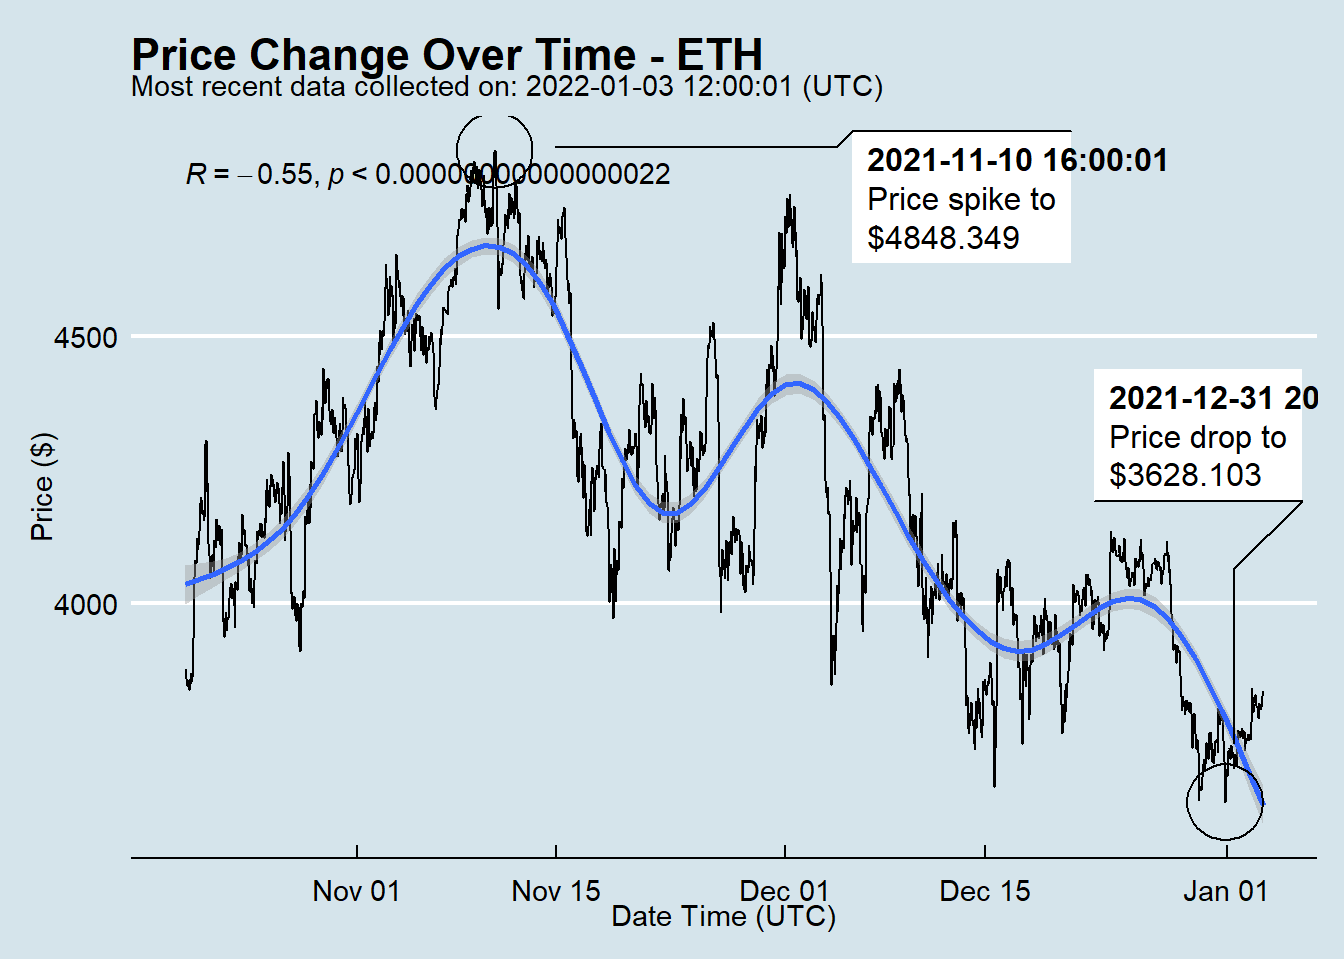 Price Change Over Time - ETH
Most recent data collected on: 2022-01-03 12:00:01 (UTC)
R = −0.55, p < 0.00000000000000022
2021-11-10 16:00:01
Price spike to
$4848.349
2021-12-31 20
Price drop to
$3628.103
4500
4000
Price ($)
Nov 01
Nov 15
Dec 01
Dec 15
Jan 01
Date Time (UTC)